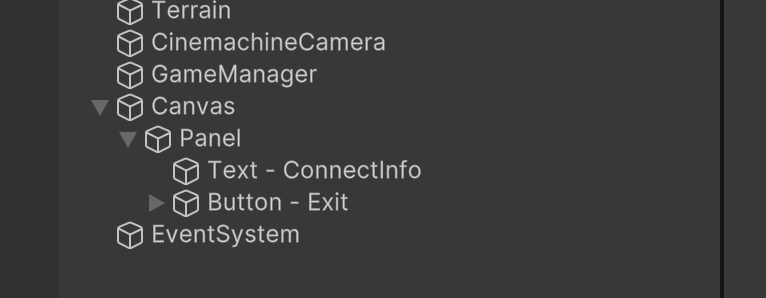 Terrain
CinemachineCamera
GameManager
Canvas
Panel
Text - ConnectInfo
Button - Exit
EventSystem